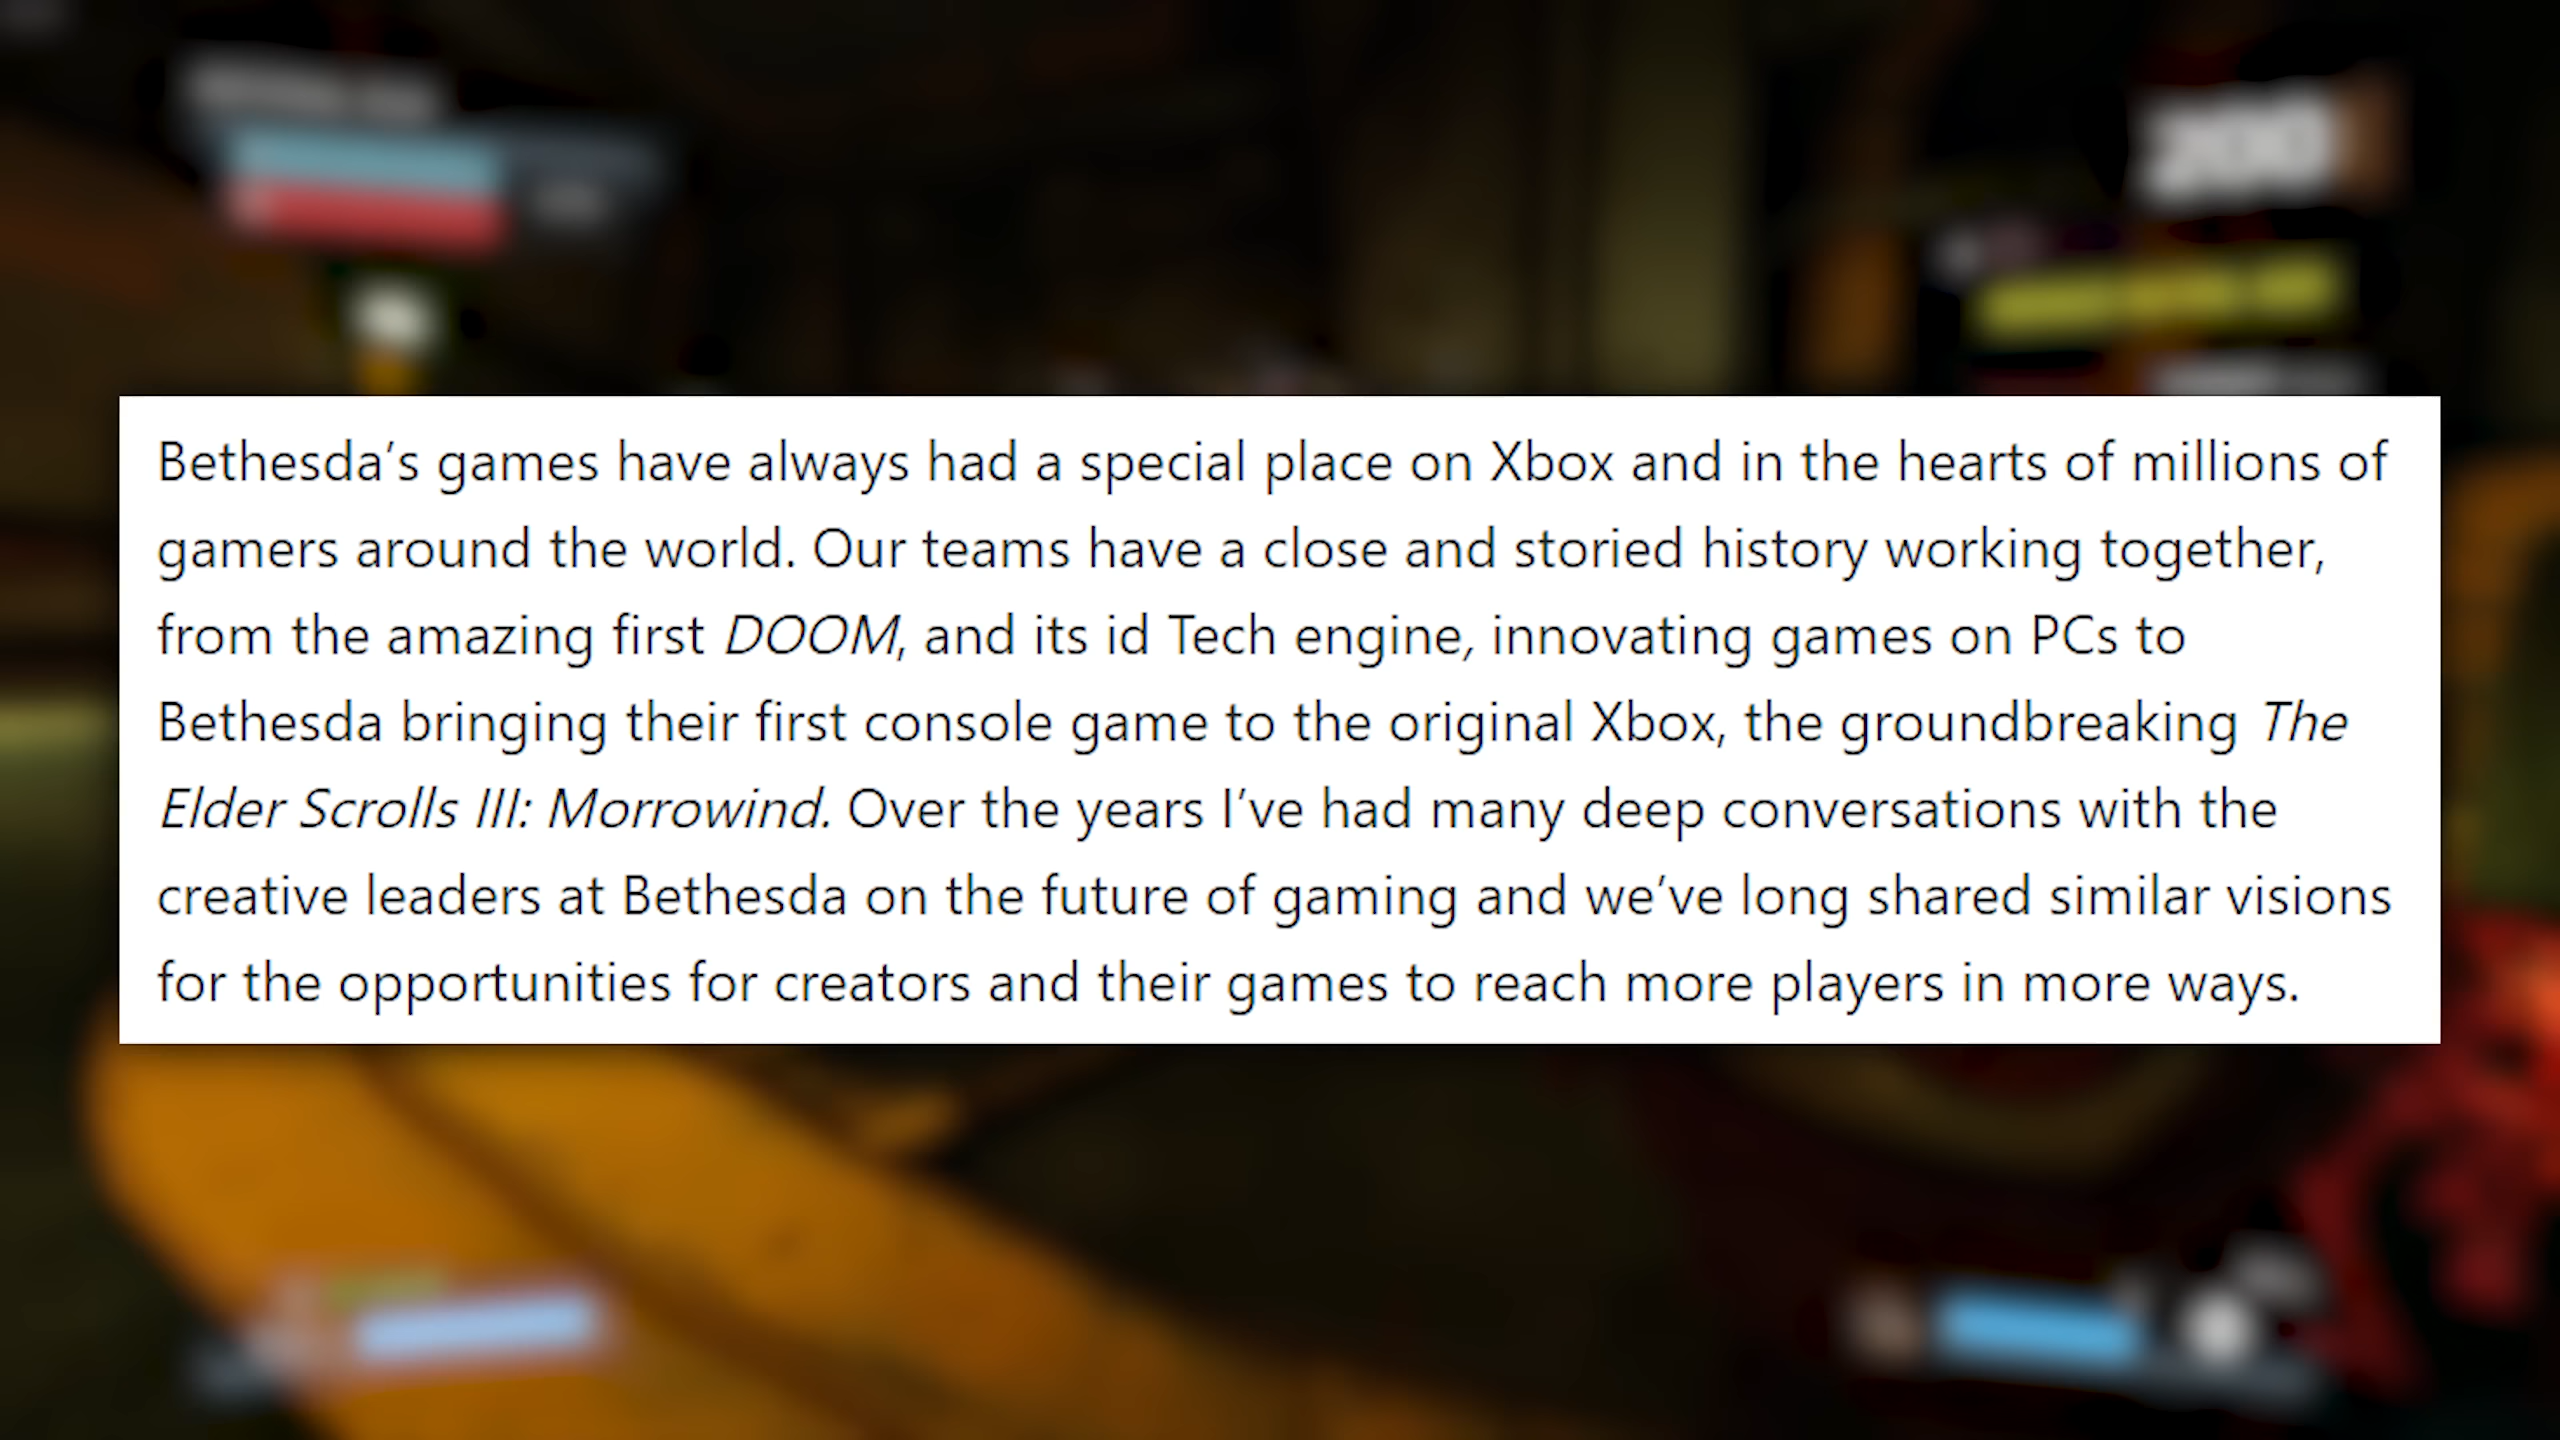 Bethesda’s games have always had a special place on Xbox and in the hearts of millions of
gamers around the world. Our teams have a close and storied history working together,
from the amazing first DOOM, and its id Tech engine, innovating games on PCs to
Bethesda bringing their first console game to the original Xbox, the groundbreaking The
Elder Scrolls III: Morrowind. Over the years I’ve had many deep conversations with the
creative leaders at Bethesda on the future of gaming and we’ve long shared similar visions
for the opportunities for creators and their games to reach more players in more ways.